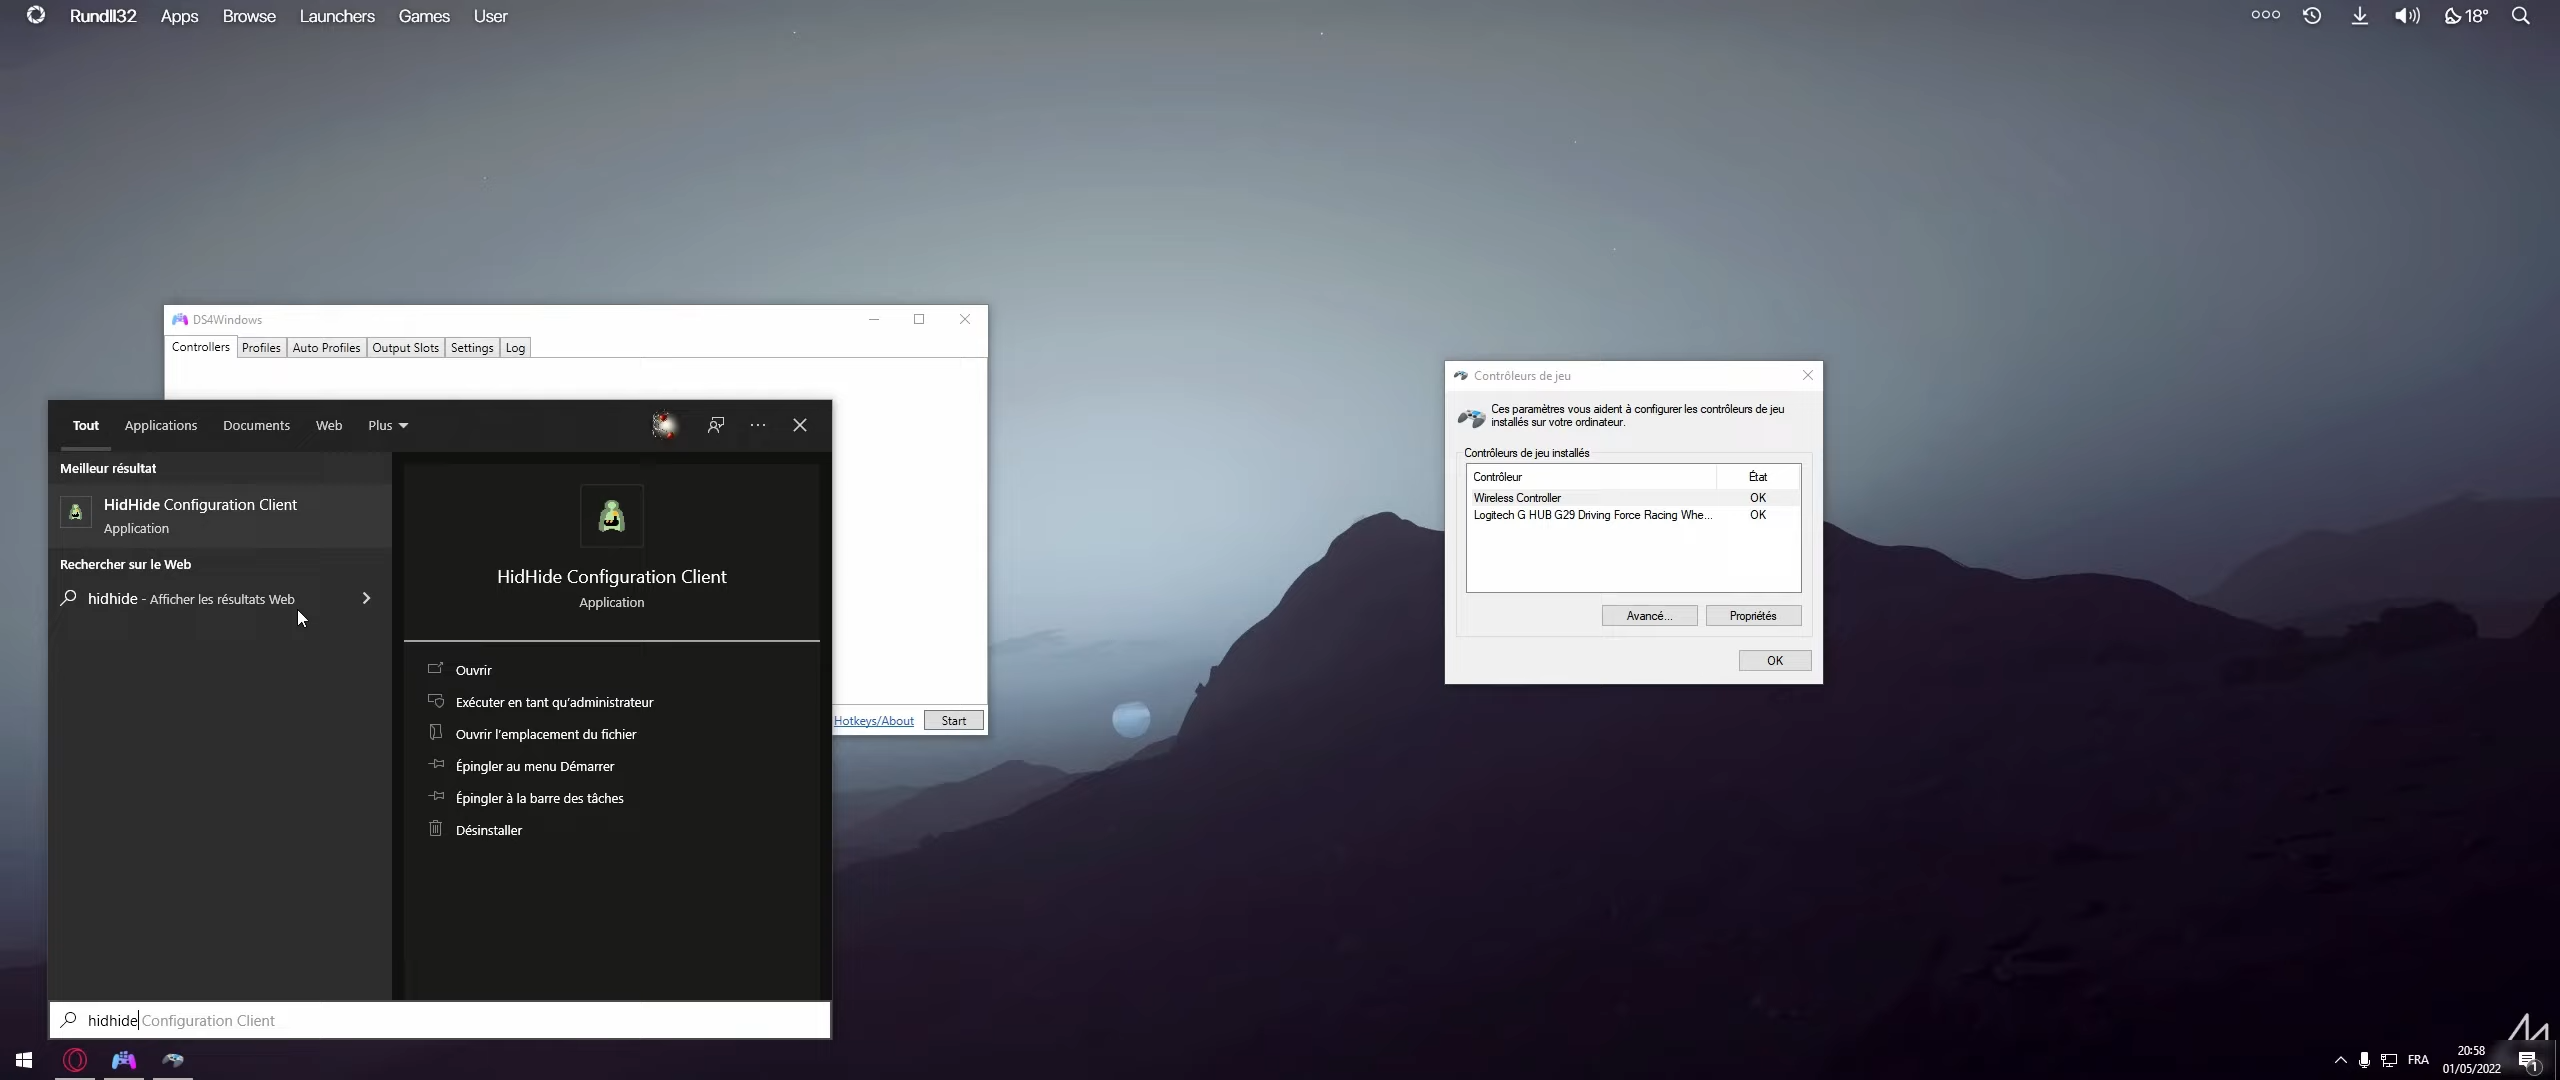 Rundll32 Apps Browse Launchers Games User
18°
DS4Windows
Controllers Profiles Auto Profiles Output Slots Settings Log
Hotkeys/About Start
Tout Applications Documents Web Plus
Meilleur résultat
HidHide Configuration Client
Application
Rechercher sur le Web
hidhide - Afficher les résultats Web
HidHide Configuration Client
Application
Ouvrir
Exécuter en tant qu'administrateur
Ouvrir l'emplacement du fichier
Épingler au menu Démarrer
Épingler à la barre des tâches
Désinstaller
hidhide Configuration Client
Contrôleurs de jeu
Ces paramètres vous aident à configurer les contrôleurs de jeu
installés sur votre ordinateur.
Contrôleurs de jeu installés
Contrôleur État
Wireless Controller OK
Logitech G HUB G29 Driving Force Racing Whe... OK
Avancé... Propriétés
OK
FRA
20:58
01/05/2022
1